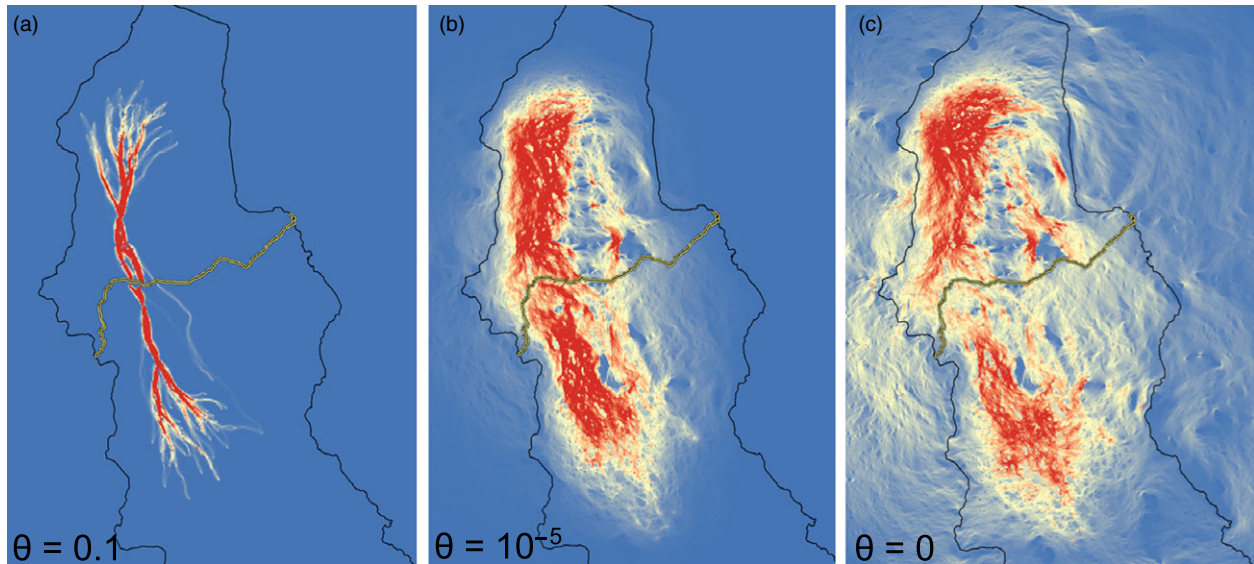 (a)
(b)
(c)
θ = 0.1
θ = 10⁻⁵
θ = 0